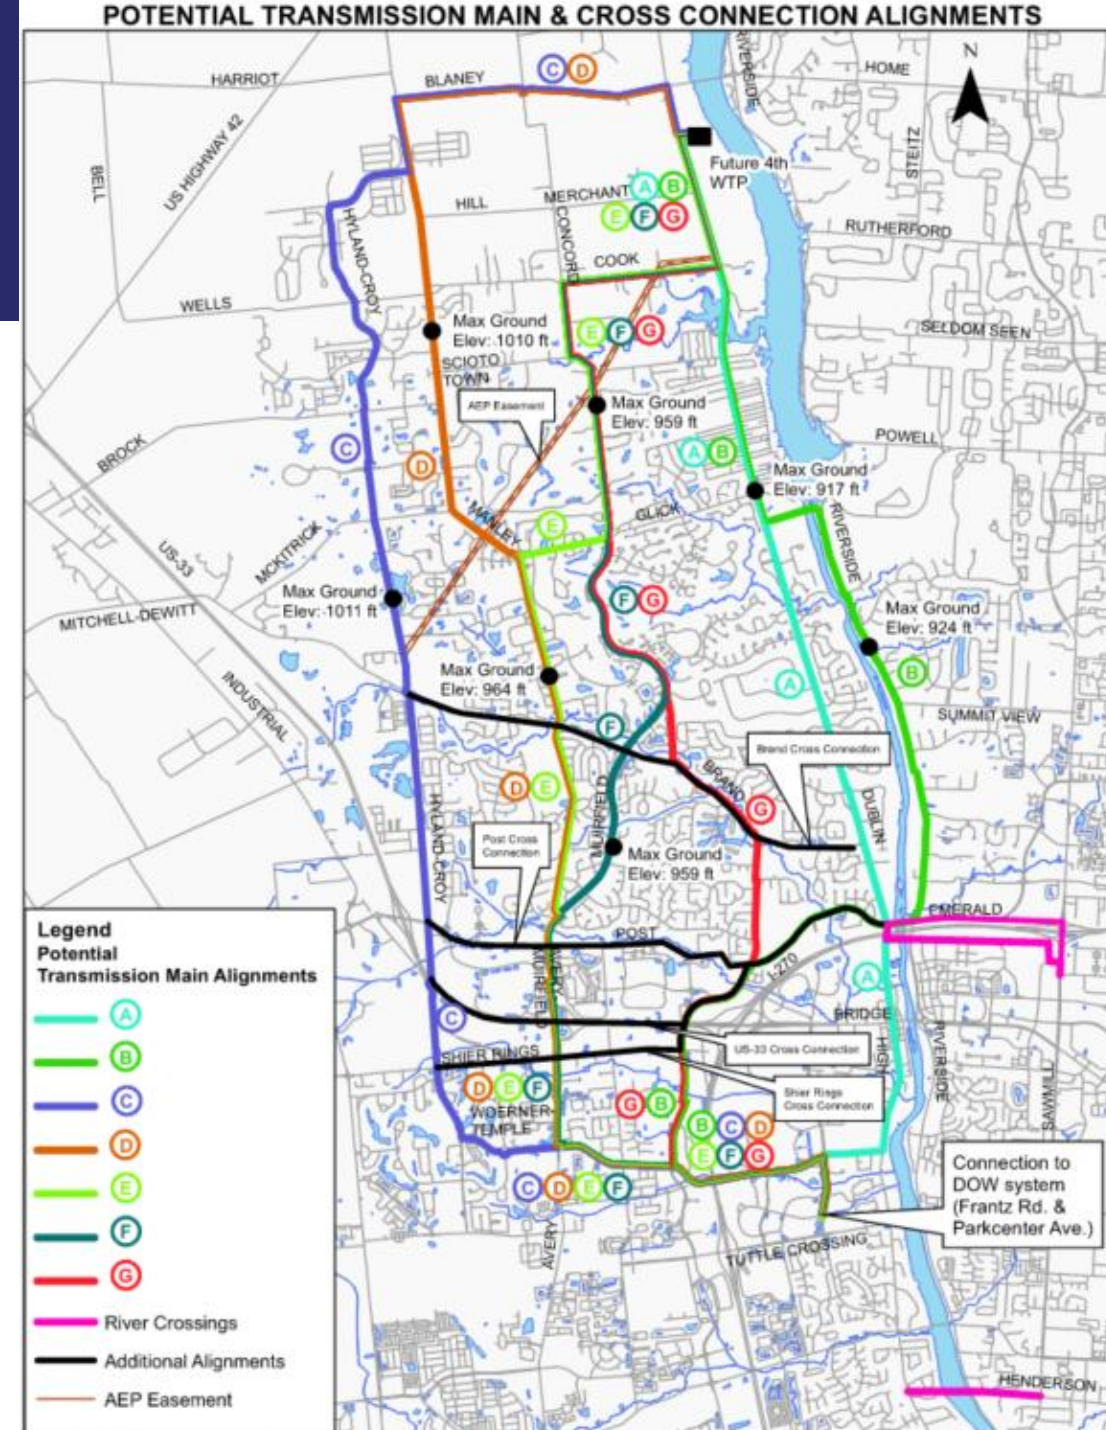 POTENTIAL TRANSMISSION MAIN & CROSS CONNECTION ALIGNMENTS
C D
HARRIOT
BLANEY
RIVERSIDE
HOME
N
US HIGHWAY 42
BELL
STEITZ
Future 4th
WTP
MERCHANT A B
E F G
HILL
CONCORD
HYLAND-CROY
RUTHERFORD
COOK
WELLS
Max Ground
Elev: 1010 ft
E F G
SELDOM SEEN
SCIOTO
TOWN
AEP Easement
Max Ground
Elev: 959 ft
BROCK
C
D
A B
POWELL
Max Ground
Elev: 917 ft
MANLEY
E
GLICK
RIVERSIDE
US-33
MCKITRICK
Max Ground
Elev: 1011 ft
F G
MITCHELL-DEWITT
Max Ground
Elev: 924 ft
Max Ground
Elev: 964 ft
A
B
INDUSTRIAL
SUMMIT VIEW
F
Brand Cross Connection
BRAND
D E
G
HYLAND-CROY
MUIRFIELD
DUBLIN
Post Cross
Connection
Max Ground
Elev: 959 ft
EMERALD
POST
AVERY
MUIRFIELD
I-270
A
C
BRIDGE
HIGH
RIVERSIDE
SAWMILL
US-33 Cross Connection
SHIER RINGS
Shier Rings
Cross Connection
D E F
G B
WOERNER-
TEMPLE
B C D
E F G
C D E F
Connection to
DOW system
(Frantz Rd. &
Parkcenter Ave.)
AVERY
TUTTLE CROSSING
HENDERSON
Legend
Potential
Transmission Main Alignments
A
B
C
D
E
F
G
River Crossings
Additional Alignments
AEP Easement